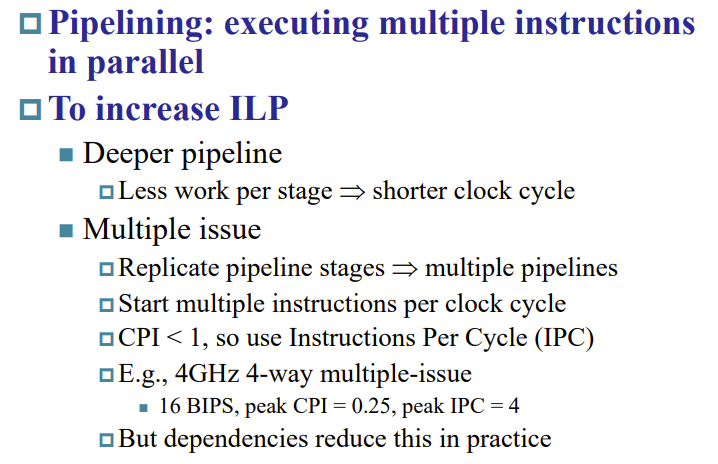 Pipelining: executing multiple instructions
in parallel
To increase ILP
Deeper pipeline
Less work per stage ⇒ shorter clock cycle
Multiple issue
Replicate pipeline stages ⇒ multiple pipelines
Start multiple instructions per clock cycle
CPI < 1, so use Instructions Per Cycle (IPC)
E.g., 4GHz 4-way multiple-issue
16 BIPS, peak CPI = 0.25, peak IPC = 4
But dependencies reduce this in practice